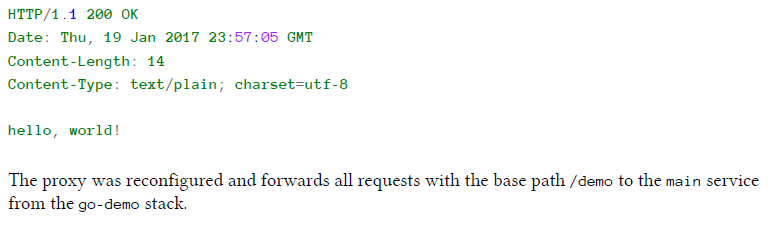 HTTP/1.1 200 OK
Date: Thu, 19 Jan 2017 23:57:05 GMT
Content-Length: 14
Content-Type: text/plain; charset=utf-8
hello, world!
The proxy was reconfigured and forwards all requests with the base path /demo to the main service
from the go-demo stack.